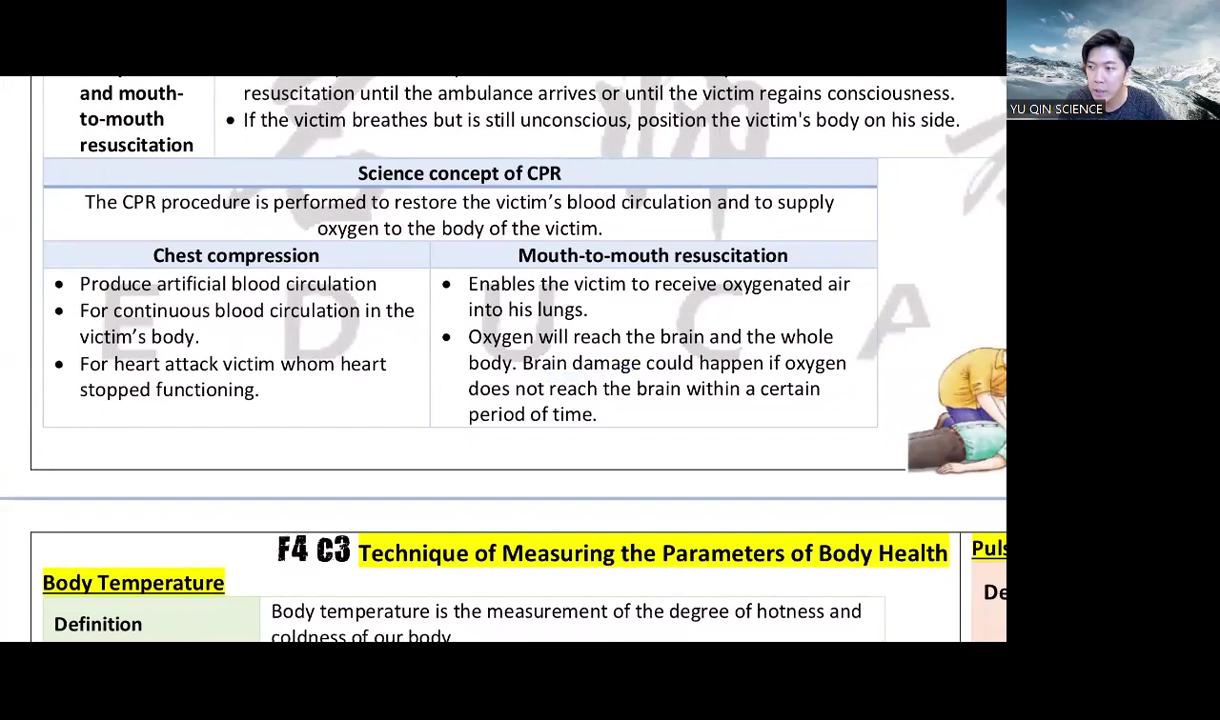 YU QIN SCIENCE
and mouth-
to-mouth
resuscitation
resuscitation until the ambulance arrives or until the victim regains consciousness.
• If the victim breathes but is still unconscious, position the victim's body on his side.
Science concept of CPR
The CPR procedure is performed to restore the victim's blood circulation and to supply
oxygen to the body of the victim.
Chest compression
• Produce artificial blood circulation
• For continuous blood circulation in the
victim's body.
• For heart attack victim whom heart
stopped functioning.
Mouth-to-mouth resuscitation
• Enables the victim to receive oxygenated air
into his lungs.
• Oxygen will reach the brain and the whole
body. Brain damage could happen if oxygen
does not reach the brain within a certain
period of time.
E D U C A
F4 C3 Technique of Measuring the Parameters of Body Health
Body Temperature
Definition
Body temperature is the measurement of the degree of hotness and
coldness of our body
Puls
De